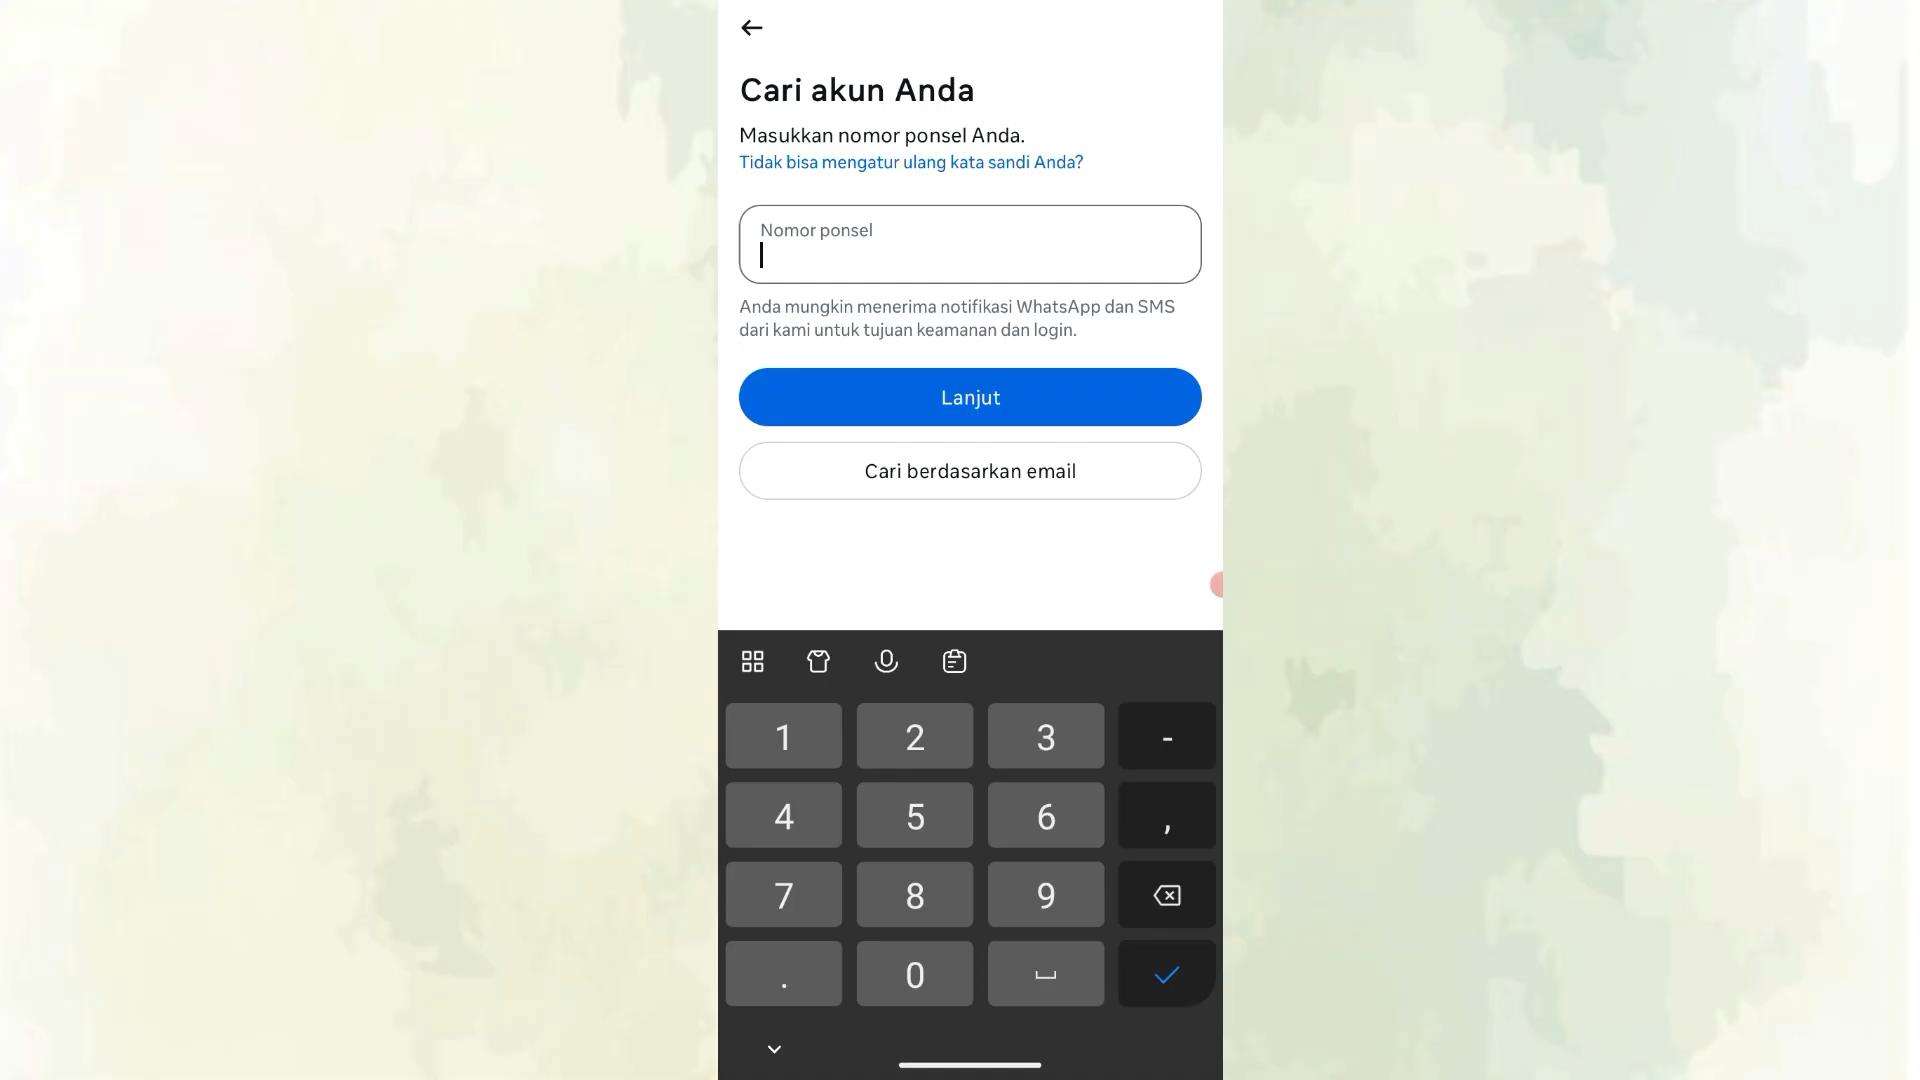 Cari akun Anda
Masukkan nomor ponsel Anda.
Tidak bisa mengatur ulang kata sandi Anda?
Nomor ponsel
Anda mungkin menerima notifikasi WhatsApp dan SMS
dari kami untuk tujuan keamanan dan login.
Lanjut
Cari berdasarkan email
1 2 3 -
4 5 6 ,
7 8 9
. 0